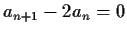 a_{n+1} - 2a_n = 0